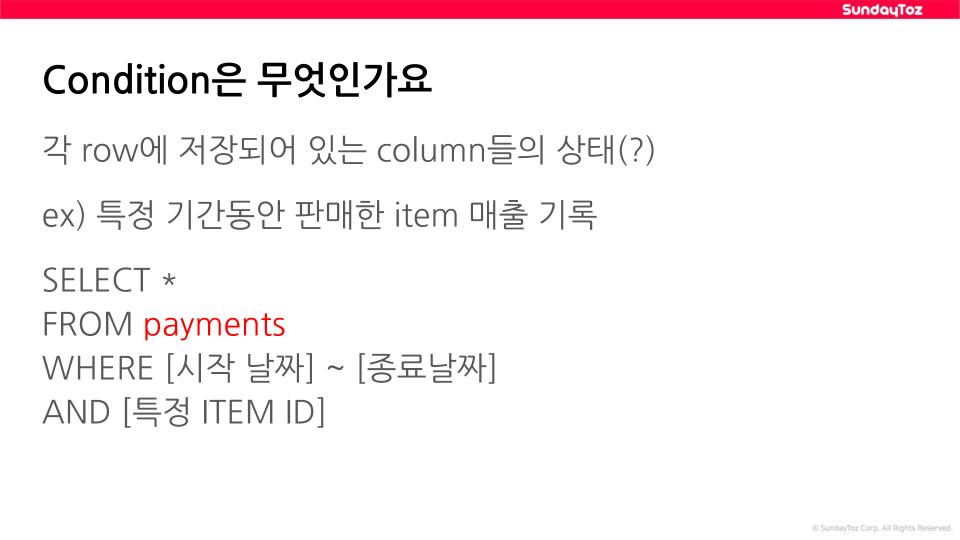 SundayToz
Condition은 무엇인가요
각 row에 저장되어 있는 column들의 상태(?)
ex) 특정 기간동안 판매한 item 매출 기록
SELECT *
FROM payments
WHERE [시작 날짜] ~ [종료날짜]
AND [특정 ITEM ID]
© SundayToz Corp. All Rights Reserved.